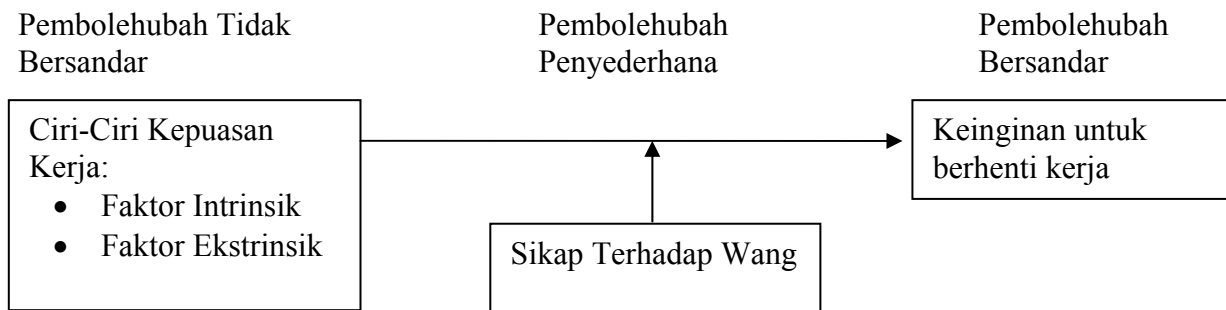 Pembolehubah Tidak
Bersandar
Pembolehubah
Penyederhana
Pembolehubah
Bersandar
Ciri-Ciri Kepuasan
Kerja:
• Faktor Intrinsik
• Faktor Ekstrinsik
Sikap Terhadap Wang
Keinginan untuk
berhenti kerja